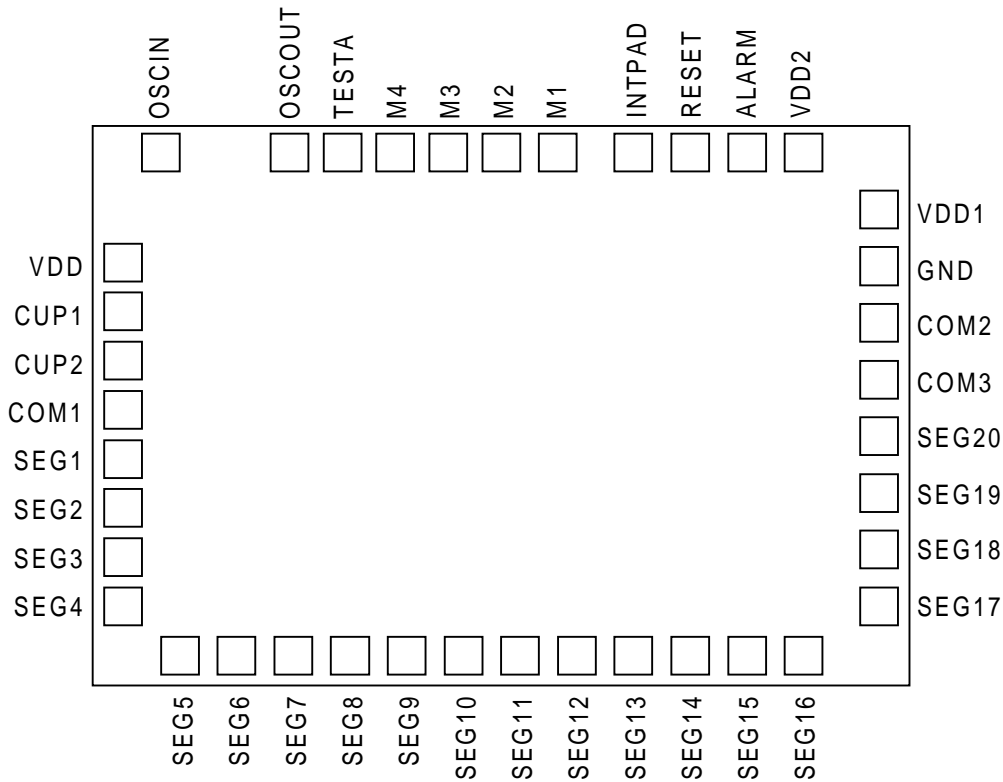 OSCIN
OSCOUT
TESTA
M4
M3
M2
M1
INTPAD
RESET
ALARM
VDD2
VDD
CUP1
CUP2
COM1
SEG1
SEG2
SEG3
SEG4
VDD1
GND
COM2
COM3
SEG20
SEG19
SEG18
SEG17
SEG5
SEG6
SEG7
SEG8
SEG9
SEG10
SEG11
SEG12
SEG13
SEG14
SEG15
SEG16